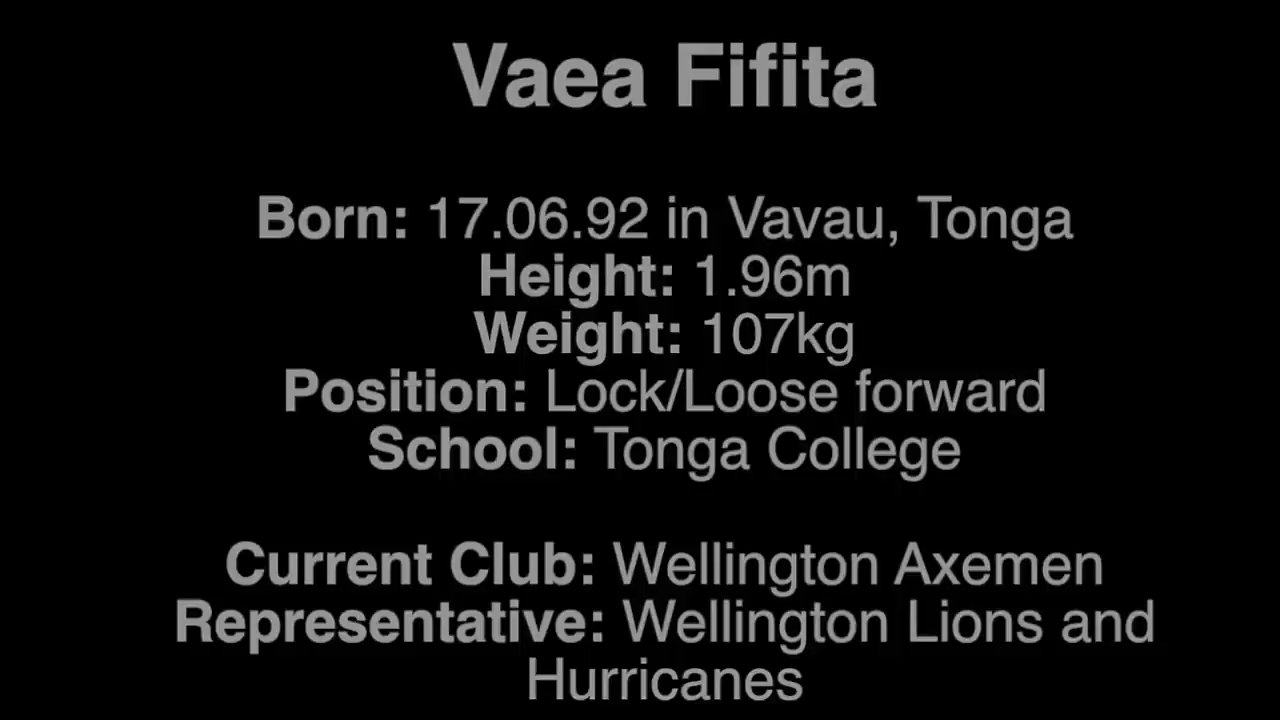 Vaea Fifita
Born: 17.06.92 in Vavau, Tonga
Height: 1.96m
Weight: 107kg
Position: Lock/Loose forward
School: Tonga College
Current Club: Wellington Axemen
Representative: Wellington Lions and
Hurricanes